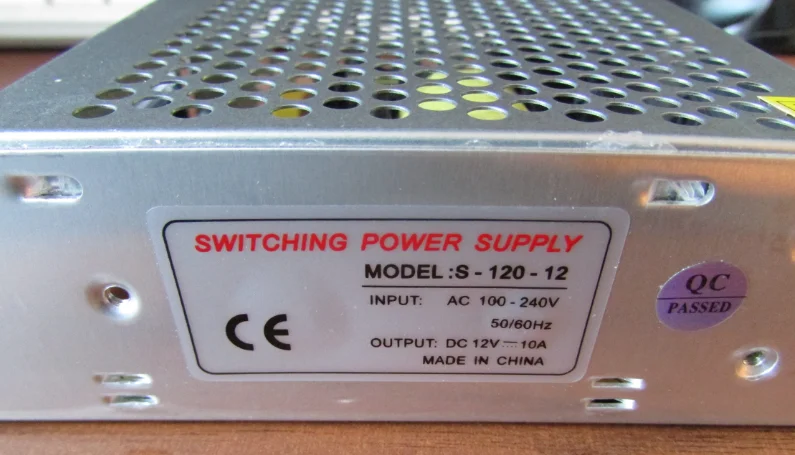 SWITCHING POWER SUPPLY
MODEL :S - 120 - 12
INPUT: AC 100 - 240V
50/60Hz
OUTPUT: DC 12V⎓10A
MADE IN CHINA
CE
QC
PASSED